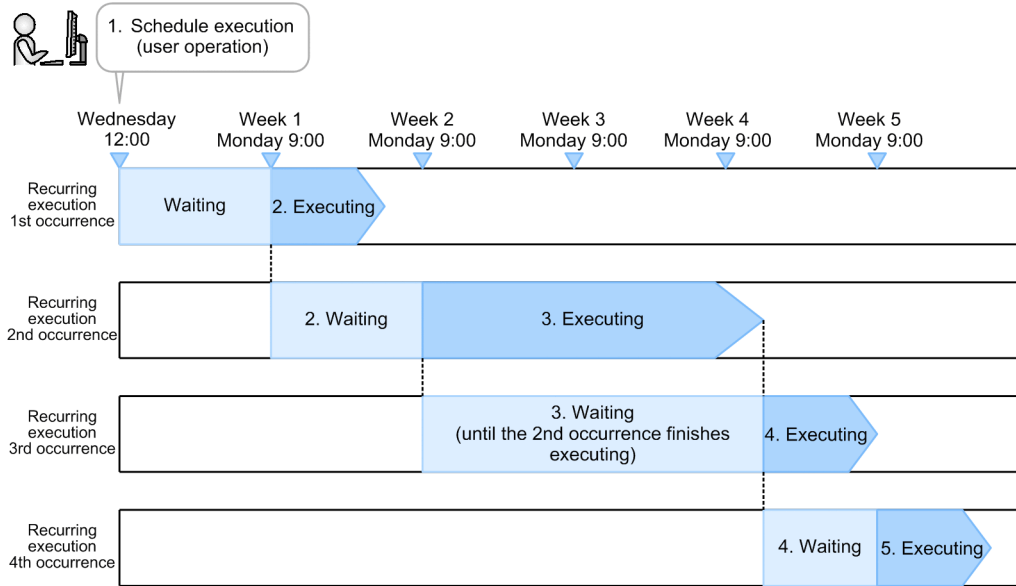 1. Schedule execution
(user operation)
Wednesday
12:00
Week 1
Monday 9:00
Week 2
Monday 9:00
Week 3
Monday 9:00
Week 4
Monday 9:00
Week 5
Monday 9:00
Recurring
execution
1st occurrence
Waiting
2. Executing
Recurring
execution
2nd occurrence
2. Waiting
3. Executing
Recurring
execution
3rd occurrence
3. Waiting
(until the 2nd occurrence finishes
executing)
4. Executing
Recurring
execution
4th occurrence
4. Waiting
5. Executing